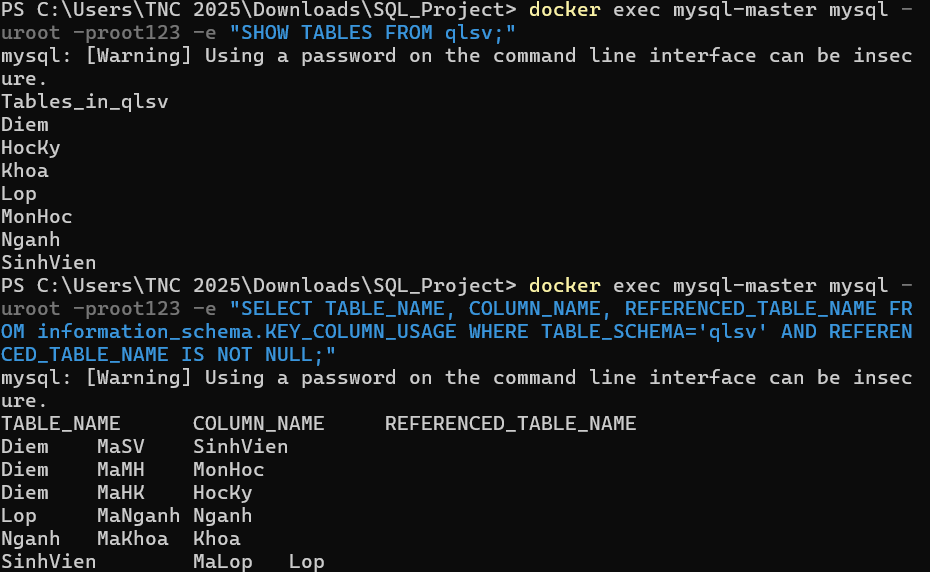 PS C:\Users\TNC 2025\Downloads\SQL_Project> docker exec mysql-master mysql -
uroot -proot123 -e "SHOW TABLES FROM qlsv;"
mysql: [Warning] Using a password on the command line interface can be insec
ure.
Tables_in_qlsv
Diem
HocKy
Khoa
Lop
MonHoc
Nganh
SinhVien
PS C:\Users\TNC 2025\Downloads\SQL_Project> docker exec mysql-master mysql -
uroot -proot123 -e "SELECT TABLE_NAME, COLUMN_NAME, REFERENCED_TABLE_NAME FR
OM information_schema.KEY_COLUMN_USAGE WHERE TABLE_SCHEMA='qlsv' AND REFEREN
CED_TABLE_NAME IS NOT NULL;"
mysql: [Warning] Using a password on the command line interface can be insec
ure.
TABLE_NAME      COLUMN_NAME     REFERENCED_TABLE_NAME
Diem    MaSV    SinhVien
Diem    MaMH    MonHoc
Diem    MaHK    HocKy
Lop     MaNganh Nganh
Nganh   MaKhoa  Khoa
SinhVien        MaLop   Lop